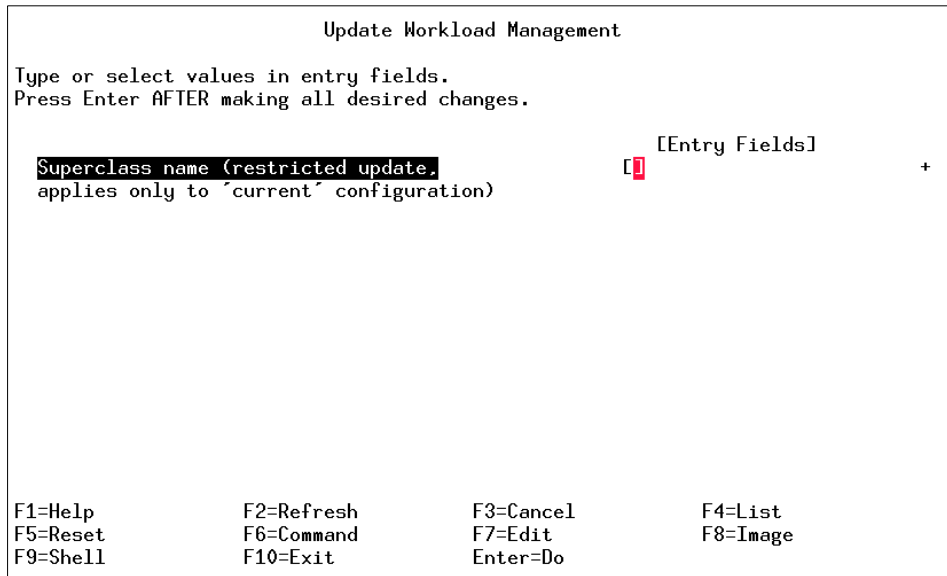 Update Workload Management
Type or select values in entry fields.
Press Enter AFTER making all desired changes.
[Entry Fields]
Superclass name (restricted update, [] +
applies only to ´current´ configuration)
F1=Help F2=Refresh F3=Cancel F4=List
F5=Reset F6=Command F7=Edit F8=Image
F9=Shell F10=Exit Enter=Do